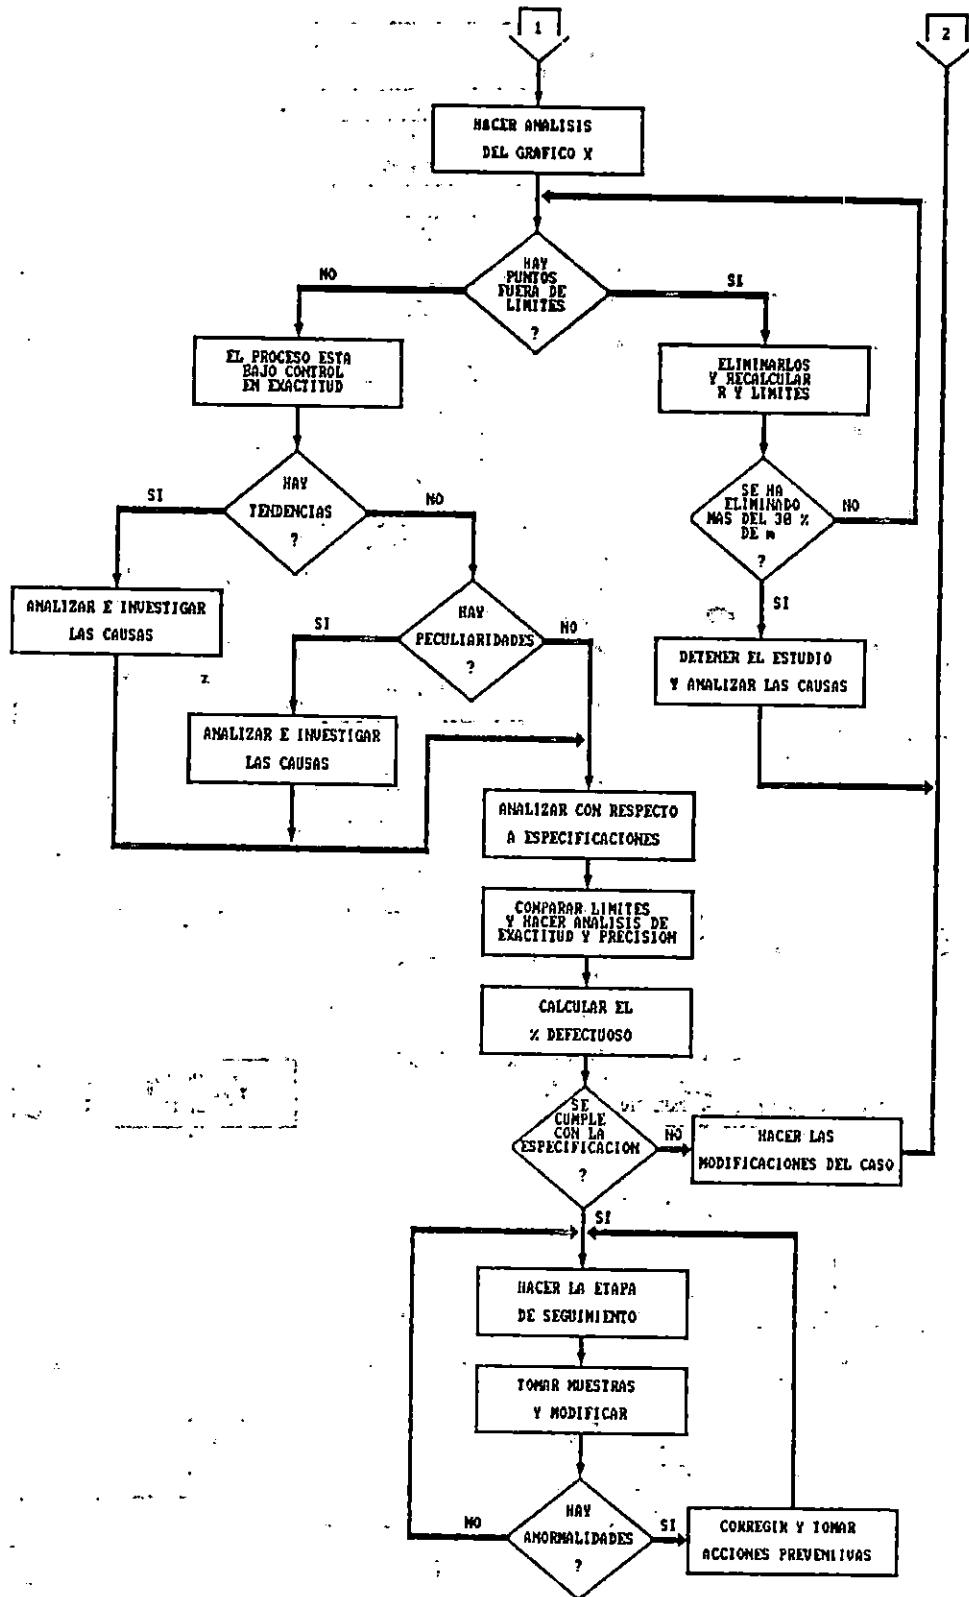 1
2
HACER ANALISIS
DEL GRAFICO X
HAY
PUNTOS
FUERA DE
LIMITES
?
NO
SI
EL PROCESO ESTA
BAJO CONTROL
EN EXACTITUD
ELIMINARLOS
Y RECALCULAR
R Y LIMITES
HAY
TENDENCIAS
?
SI
NO
SE HA
ELIMINADO
MAS DEL 30 %
DE m
?
NO
SI
ANALIZAR E INVESTIGAR
LAS CAUSAS
HAY
PECULIARIDADES
?
SI
NO
DETENER EL ESTUDIO
Y ANALIZAR LAS CAUSAS
ANALIZAR E INVESTIGAR
LAS CAUSAS
ANALIZAR CON RESPECTO
A ESPECIFICACIONES
COMPARAR LIMITES
Y HACER ANALISIS DE
EXACTITUD Y PRECISION
CALCULAR EL
% DEFECTUOSO
SE
CUMPLE
CON LA
ESPECIFICACION
?
NO
SI
HACER LAS
MODIFICACIONES DEL CASO
HACER LA ETAPA
DE SEGUIMIENTO
TOMAR MUESTRAS
Y MODIFICAR
HAY
ANORMALIDADES
?
NO
SI
CORREGIR Y TOMAR
ACCIONES PREVENTIVAS